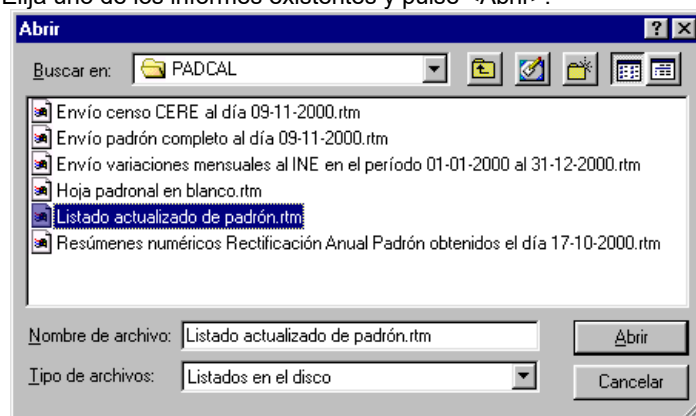 Elija uno de los informes existentes y pulse <Abrir>.
Abrir
Buscar en: PADCAL
Envío censo CERE al día 09-11-2000.rtm
Envío padrón completo al día 09-11-2000.rtm
Envío variaciones mensuales al INE en el período 01-01-2000 al 31-12-2000.rtm
Hoja padronal en blanco.rtm
Listado actualizado de padrón.rtm
Resúmenes numéricos Rectificación Anual Padrón obtenidos el día 17-10-2000.rtm
Nombre de archivo: Listado actualizado de padrón.rtm Abrir
Tipo de archivos: Listados en el disco Cancelar